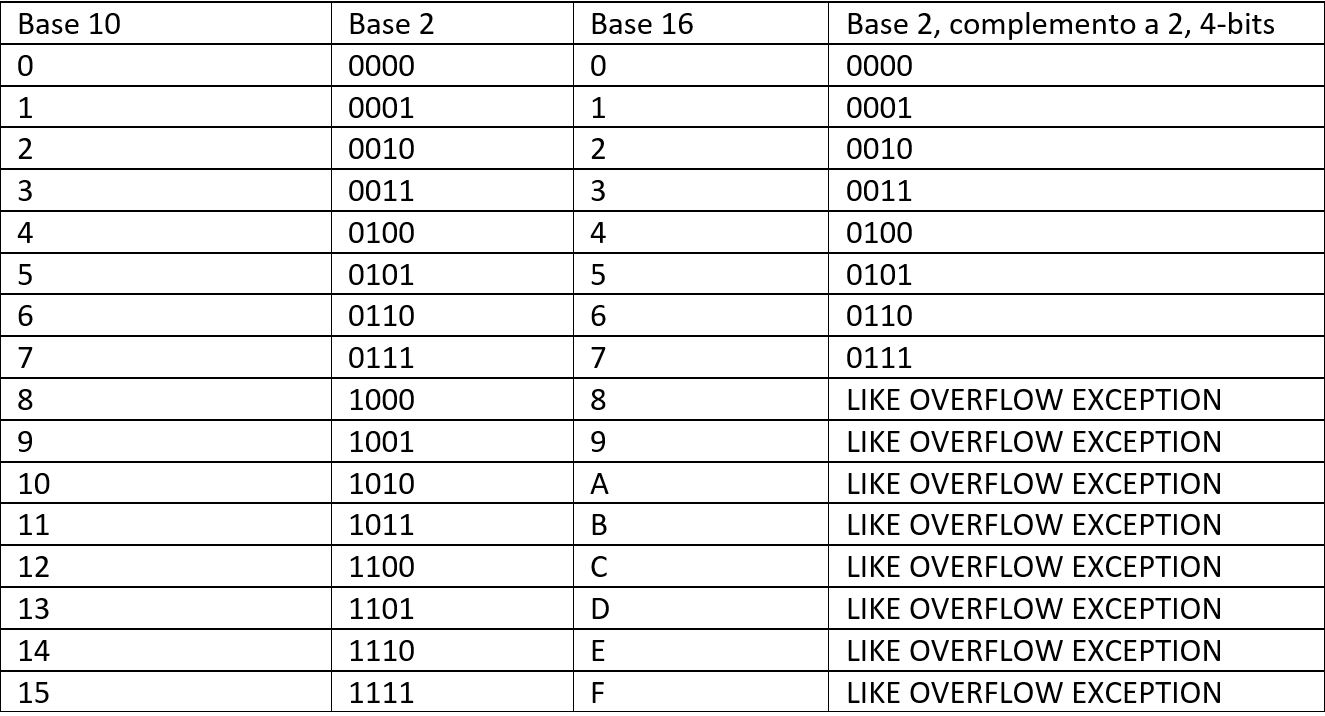 Base 10 Base 2 Base 16 Base 2, complemento a 2, 4-bits
0 0000 0 0000
1 0001 1 0001
2 0010 2 0010
3 0011 3 0011
4 0100 4 0100
5 0101 5 0101
6 0110 6 0110
7 0111 7 0111
8 1000 8 LIKE OVERFLOW EXCEPTION
9 1001 9 LIKE OVERFLOW EXCEPTION
10 1010 A LIKE OVERFLOW EXCEPTION
11 1011 B LIKE OVERFLOW EXCEPTION
12 1100 C LIKE OVERFLOW EXCEPTION
13 1101 D LIKE OVERFLOW EXCEPTION
14 1110 E LIKE OVERFLOW EXCEPTION
15 1111 F LIKE OVERFLOW EXCEPTION